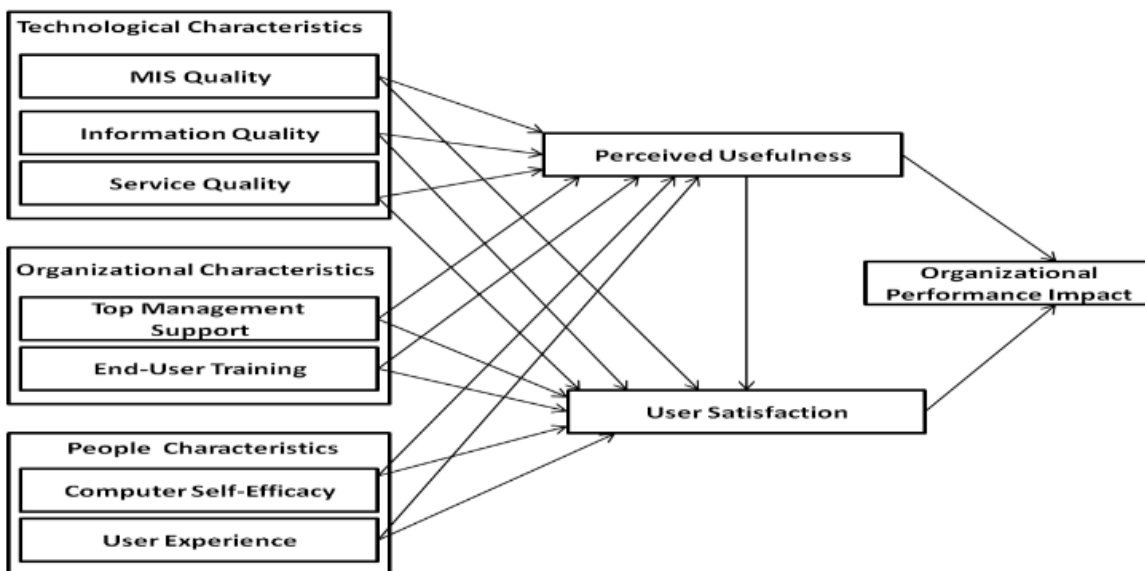 Technological Characteristics
MIS Quality
Information Quality
Service Quality
Organizational Characteristics
Top Management
Support
End-User Training
People Characteristics
Computer Self-Efficacy
User Experience
Perceived Usefulness
User Satisfaction
Organizational
Performance Impact